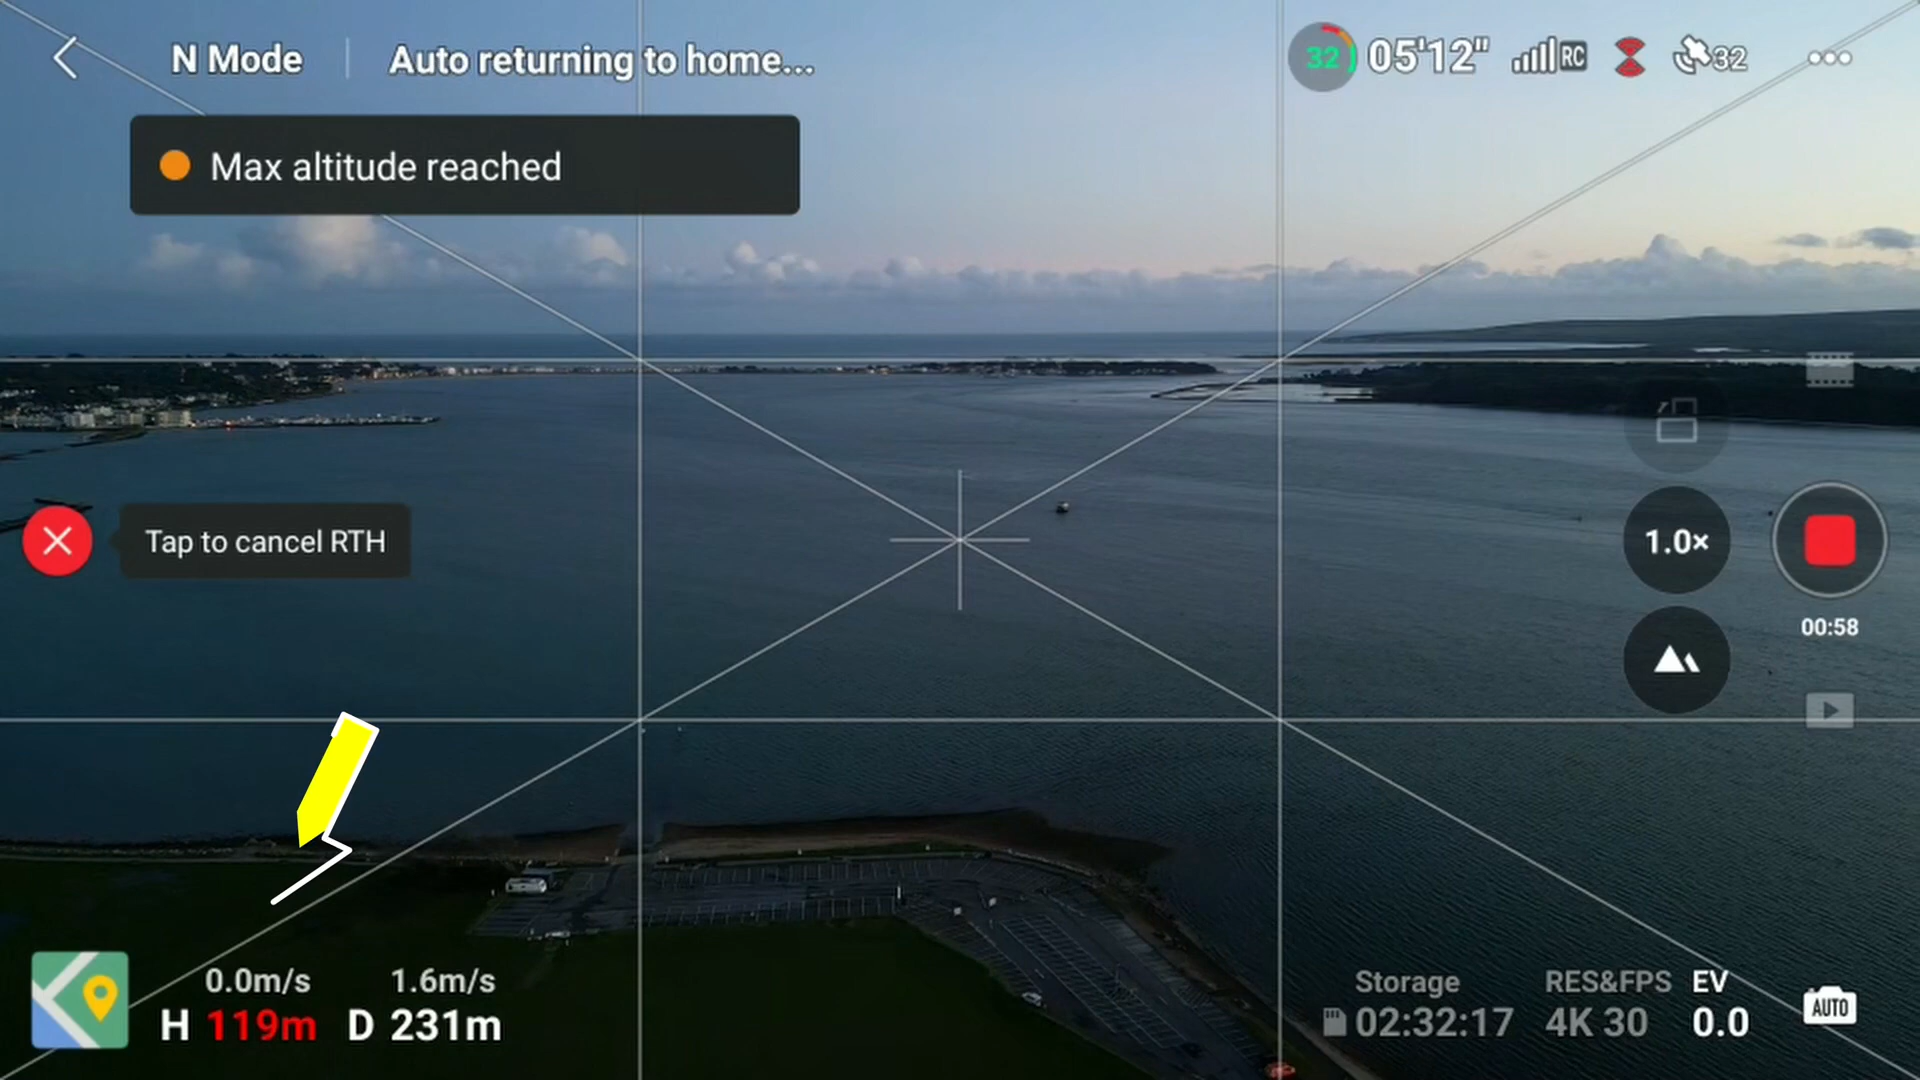 N Mode
Auto returning to home...
32
05'12"
RC
32
Max altitude reached
Tap to cancel RTH
1.0×
00:58
0.0m/s
1.6m/s
H 119m D 231m
Storage
RES&FPS
EV
02:32:17
4K 30
0.0
AUTO